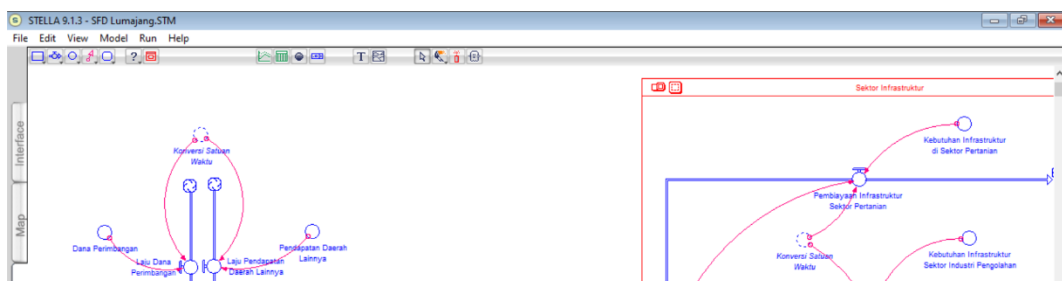 STELLA 9.1.3 - SFD Lumajang.STM
File Edit View Model Run Help
Interface
Map
Konversi Satuan
Waktu
Dana Perimbangan
Laju Dana
Perimbangan
Laju Pendapatan
Daerah Lainnya
Pendapatan Daerah
Lainnya
Sektor Infrastruktur
Kebutuhan Infrastruktur
di Sektor Pertanian
Pembiayaan Infrastruktur
Sektor Pertanian
Konversi Satuan
Waktu
Kebutuhan Infrastruktur
Sektor Industri Pengolahan